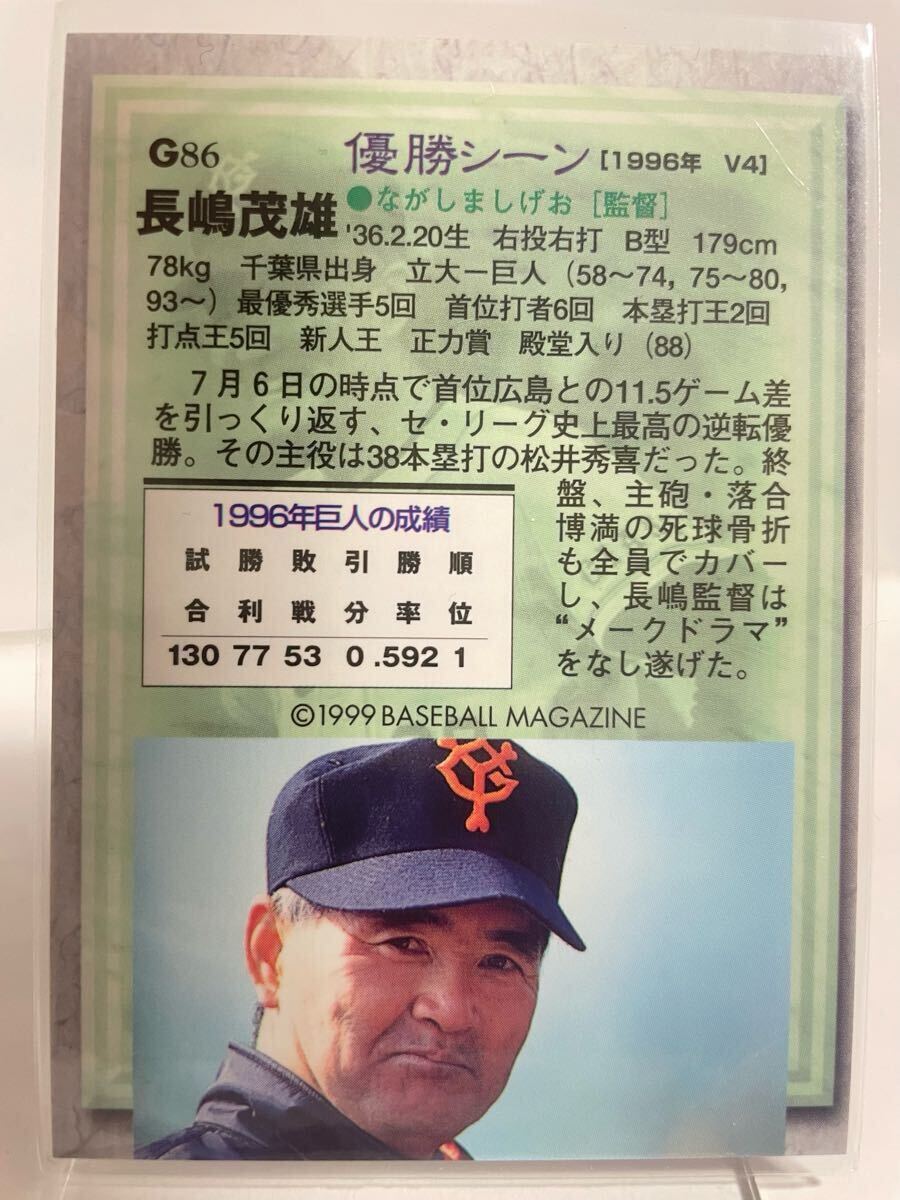 G86
優勝シーン [1996年 V4]
長嶋茂雄
●ながしましげお [監督]
'36.2.20生 右投右打 B型 179cm
78kg 千葉県出身 立大ー巨人（58〜74, 75〜80,
93〜）最優秀選手5回 首位打者6回 本塁打王2回
打点王5回 新人王 正力賞 殿堂入り（88）
7月6日の時点で首位広島との11.5ゲーム差
を引っくり返す、セ・リーグ史上最高の逆転優
勝。その主役は38本塁打の松井秀喜だった。終
盤、主砲・落合
博満の死球骨折
も全員でカバー
し、長嶋監督は
“メークドラマ”
をなし遂げた。
1996年巨人の成績
試合 勝利 敗戦 引分 勝率 順位
130 77 53 0 .592 1
©1999 BASEBALL MAGAZINE